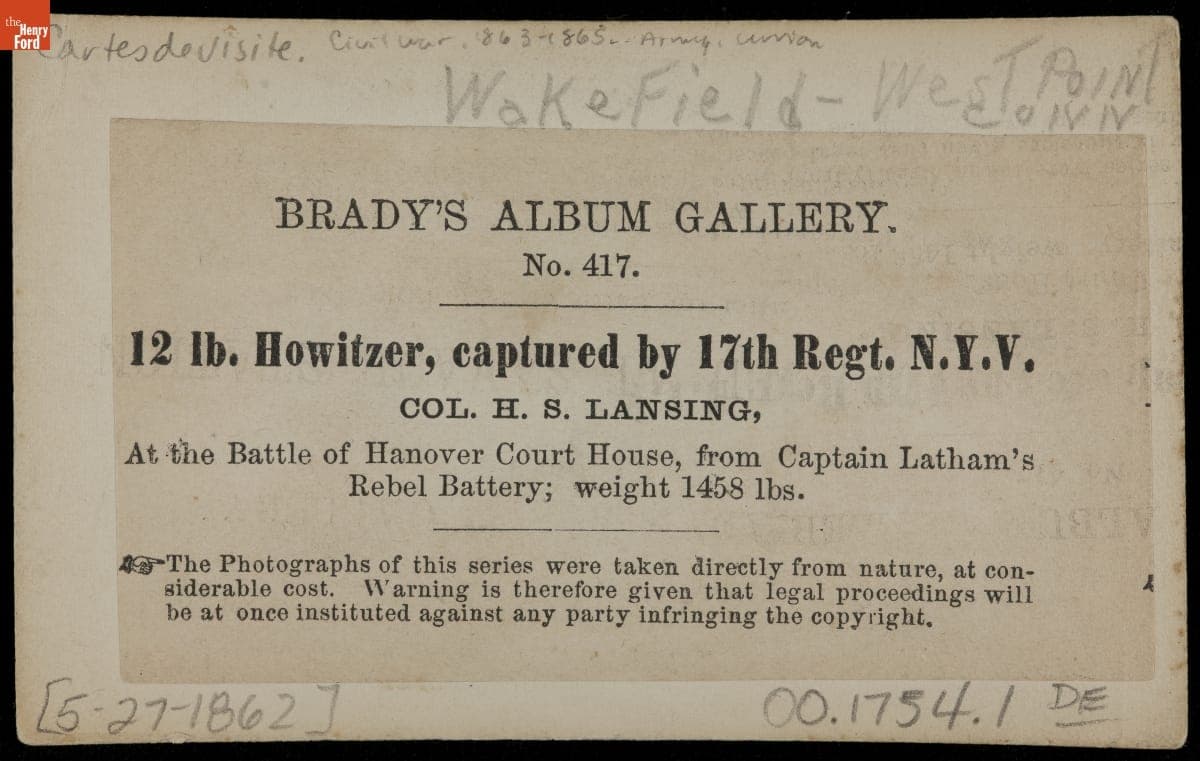 the
Henry
Ford
Cartesdevisite. Civil War. 1863-1865. Army, Union
Wakefield - West POINT
CONN
BRADY'S ALBUM GALLERY.
No. 417.
12 lb. Howitzer, captured by 17th Regt. N.Y.V.
COL. H. S. LANSING,
At the Battle of Hanover Court House, from Captain Latham's
Rebel Battery; weight 1458 lbs.
☞The Photographs of this series were taken directly from nature, at con-
siderable cost. Warning is therefore given that legal proceedings will
be at once instituted against any party infringing the copyright.
[5-27-1862]
00.1754.1 DE